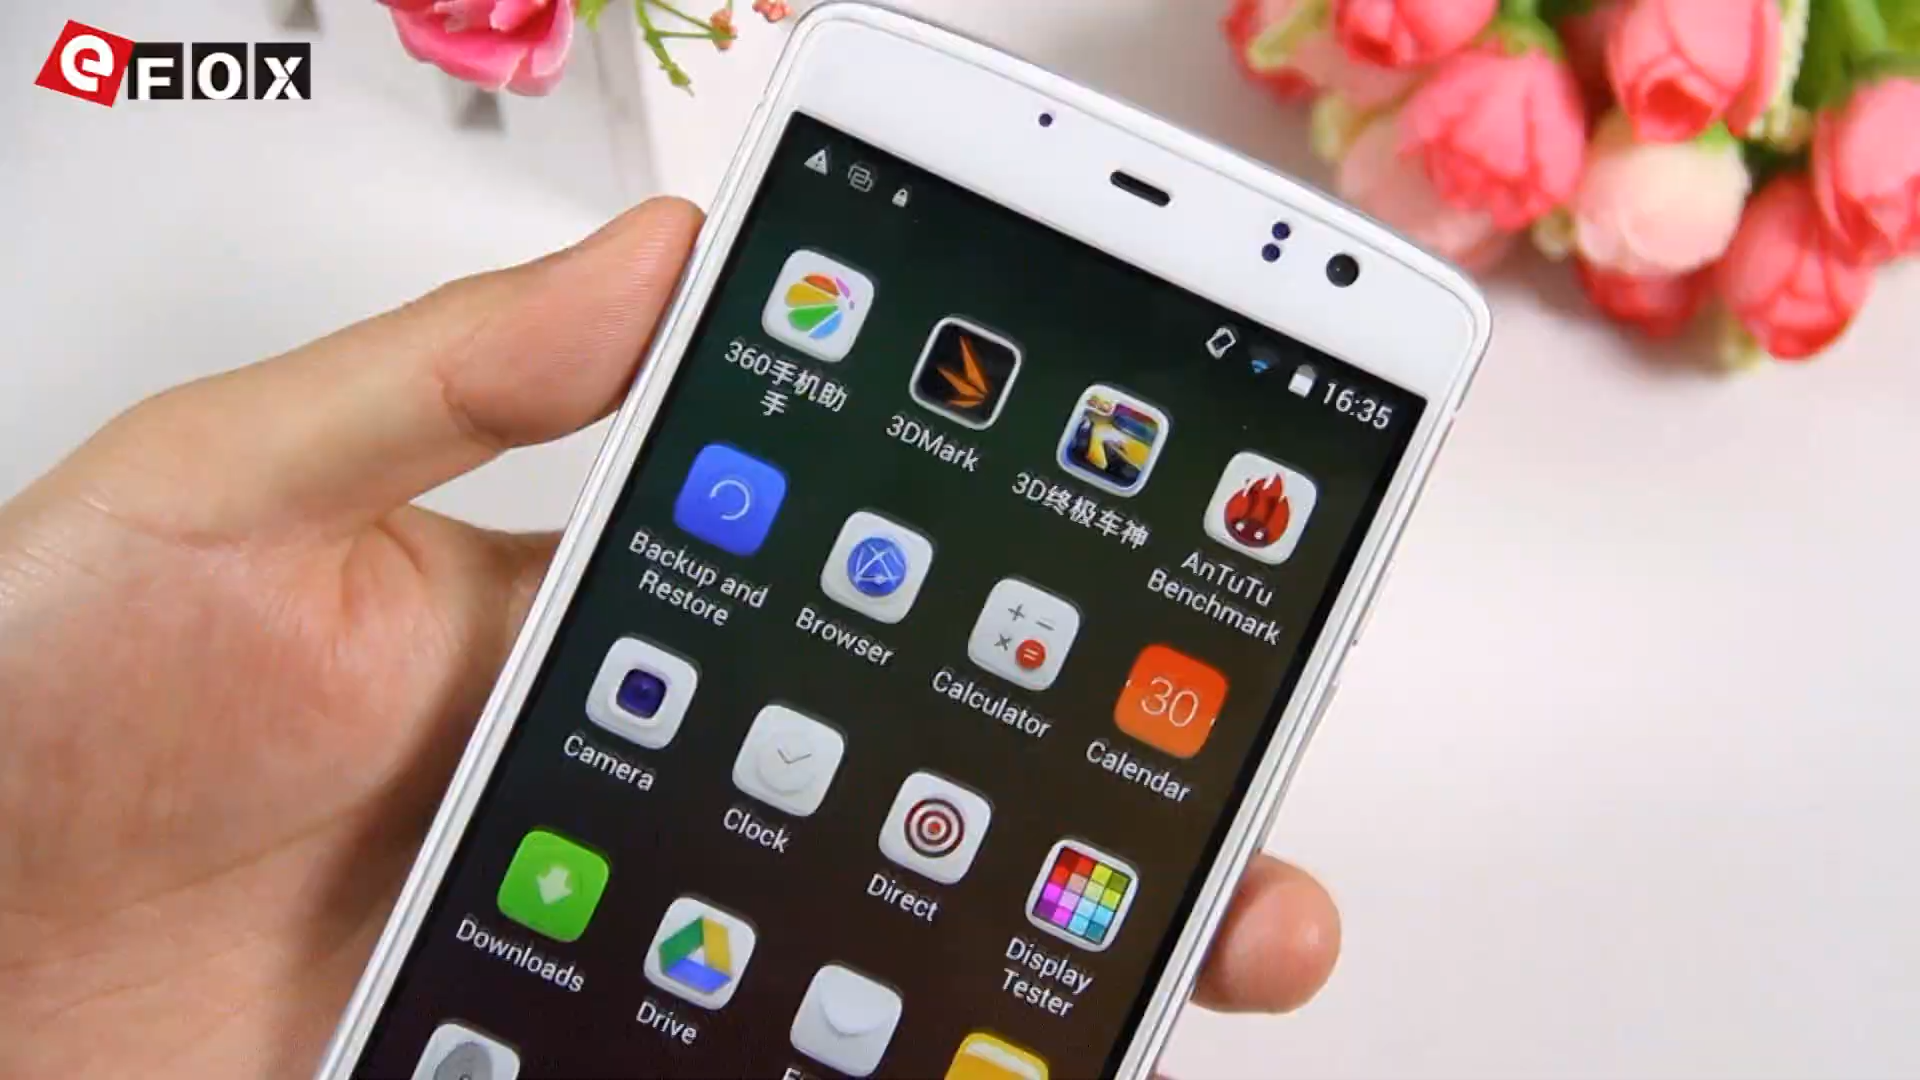 eFOX
16:35
360手机助
手
3DMark
3D终极车神
AnTuTu
Benchmark
Backup and
Restore
Browser
Calculator
30
Calendar
Camera
Clock
Direct
Display
Tester
Downloads
Drive